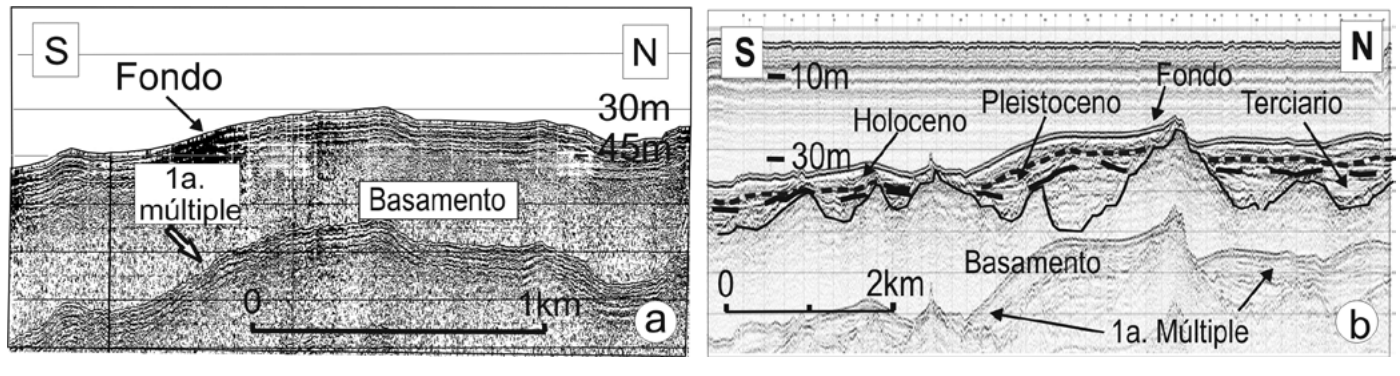 S
N
Fondo
30m
45m
1a.
múltiple
Basamento
0
1km
a
S
N
10m
Fondo
Pleistoceno
Terciario
Holoceno
30m
Basamento
0
2km
1a. Múltiple
b